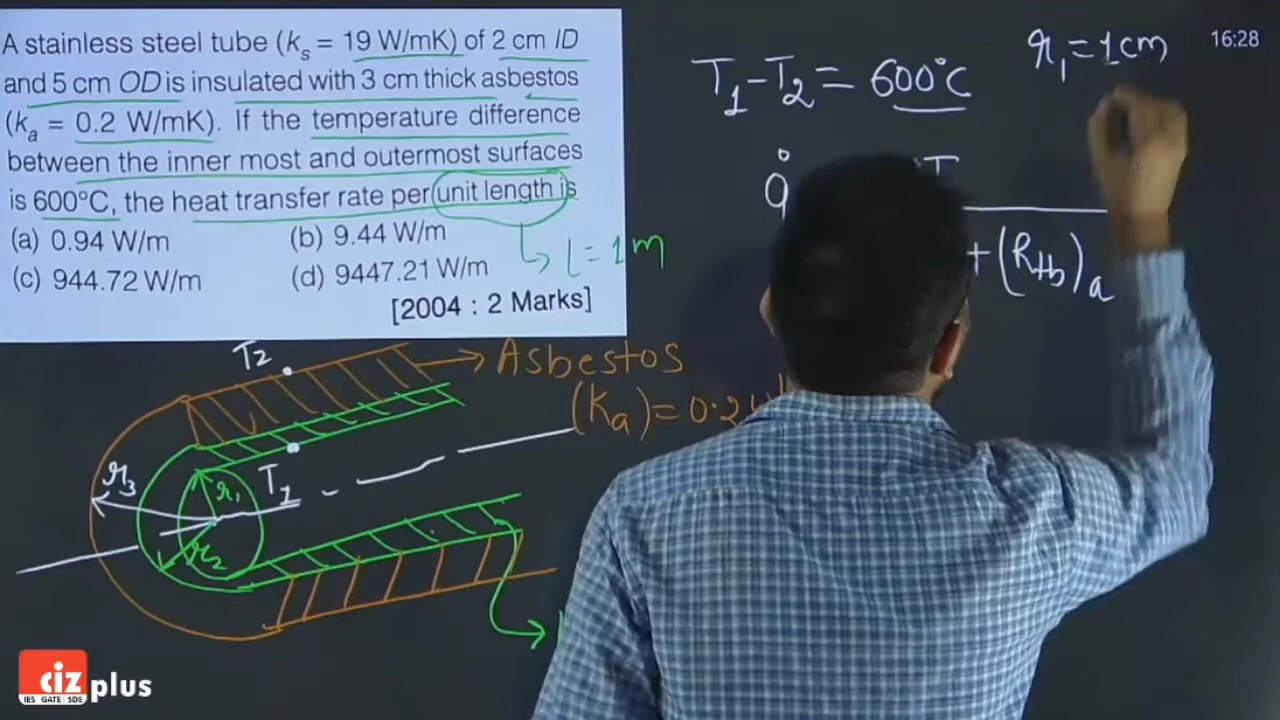 A stainless steel tube (kₛ = 19 W/mK) of 2 cm ID
and 5 cm OD is insulated with 3 cm thick asbestos
(kₐ = 0.2 W/mK). If the temperature difference
between the inner most and outermost surfaces
is 600°C, the heat transfer rate per unit length is
(a) 0.94 W/m (b) 9.44 W/m
(c) 944.72 W/m (d) 9447.21 W/m
[2004 : 2 Marks]
l = 1m
T₁-T₂ = 600°C
r₁ = 1cm
16:28
Q̇
T
+ (Rth)ₐ
T₂
Asbestos
(Kₐ) = 0.2
r₃
r₁
T₁
r₂
ciz plus
IES GATE SDE